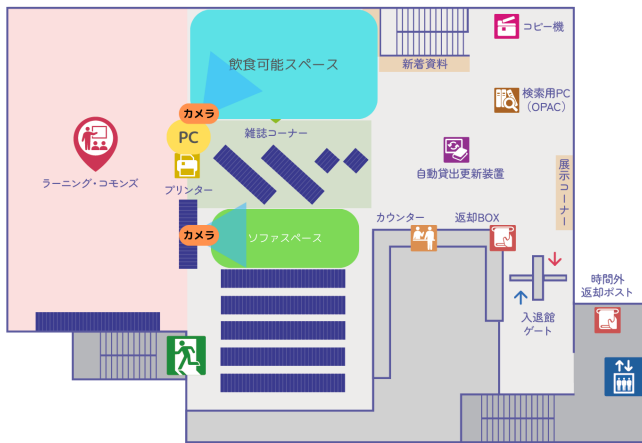 コピー機
飲食可能スペース
新着資料
検索用PC
（OPAC）
カメラ
PC
雑誌コーナー
ラーニング・コモンズ
プリンター
自動貸出更新装置
展示コーナー
カウンター
返却BOX
カメラ
ソファスペース
時間外
返却ポスト
入退館
ゲート